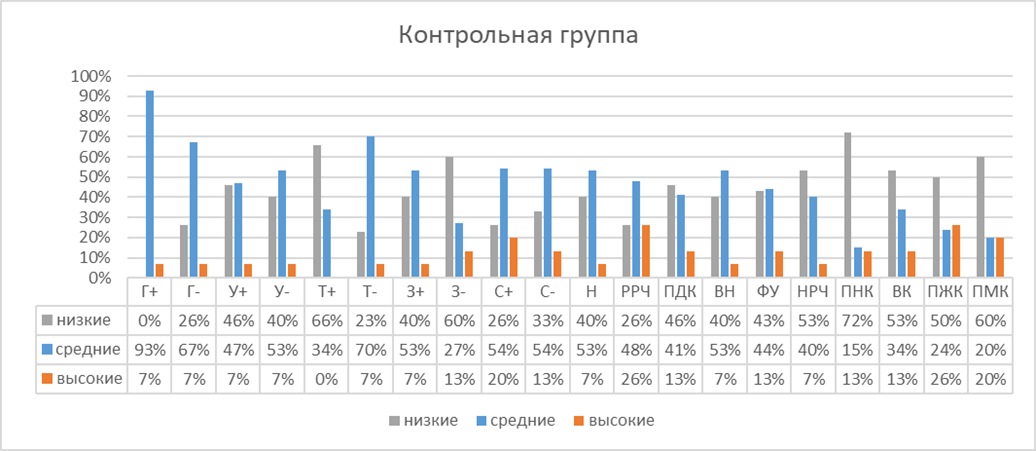 Контрольная группа
100%
90%
80%
70%
60%
50%
40%
30%
20%
10%
0%
Г+ Г- У+ У- Т+ Т- З+ З- С+ С- Н РРЧ ПДК ВН ФУ НРЧ ПНК ВК ПЖК ПМК
низкие 0% 26% 46% 40% 66% 23% 40% 60% 26% 33% 40% 26% 46% 40% 43% 53% 72% 53% 50% 60%
средние 93% 67% 47% 53% 34% 70% 53% 27% 54% 54% 53% 48% 41% 53% 44% 40% 15% 34% 24% 20%
высокие 7% 7% 7% 7% 0% 7% 7% 13% 20% 13% 7% 26% 13% 7% 13% 7% 13% 13% 26% 20%
низкие средние высокие